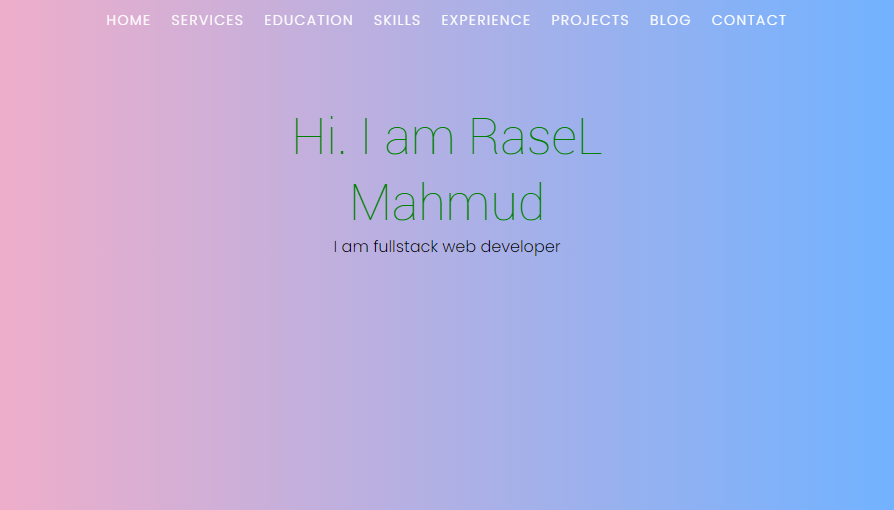 HOME SERVICES EDUCATION SKILLS EXPERIENCE PROJECTS BLOG CONTACT
Hi. I am RaseL
Mahmud
I am fullstack web developer